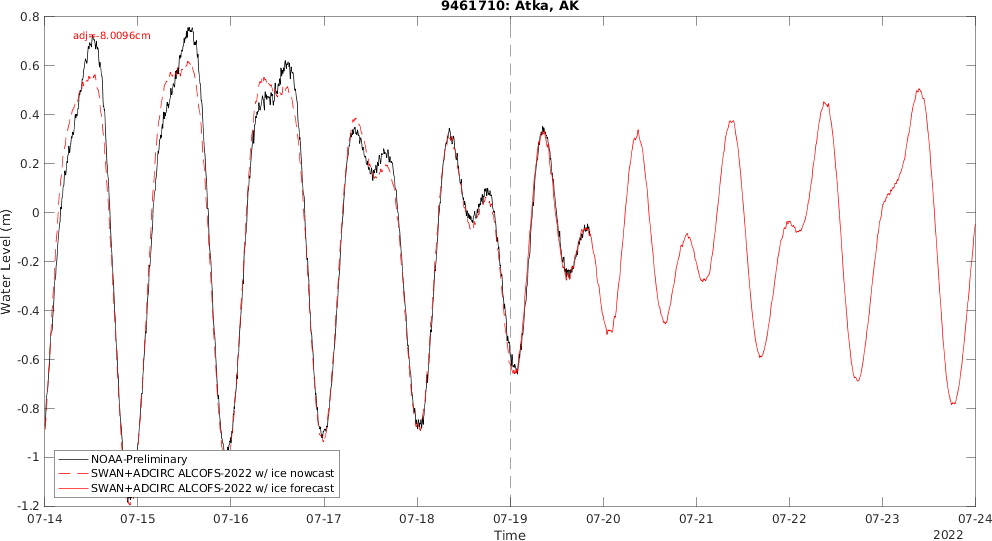 9461710: Atka, AK
adj=-8.0096cm
Water Level (m)
0.8
0.6
0.4
0.2
0
-0.2
-0.4
-0.6
-0.8
-1
-1.2
NOAA-Preliminary
SWAN+ADCIRC ALCOFS-2022 w/ ice nowcast
SWAN+ADCIRC ALCOFS-2022 w/ ice forecast
07-14 07-15 07-16 07-17 07-18 07-19 07-20 07-21 07-22 07-23 07-24
Time
2022